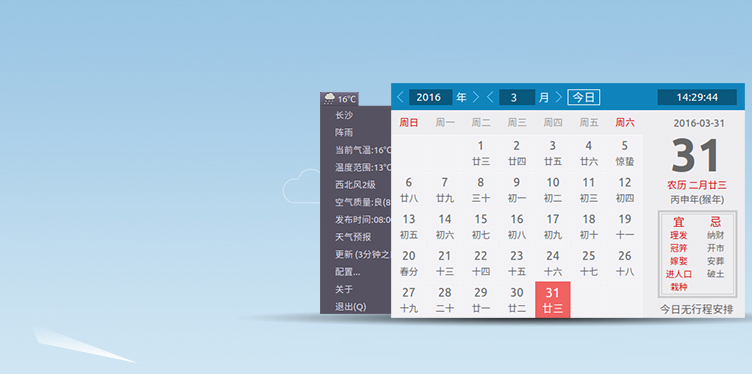 16℃
长沙
阵雨
当前气温:16℃
温度范围:13℃
西北风2级
空气质量:良(8
发布时间:08:0
天气预报
更新 (3分钟之
配置...
关于
退出(Q)
2016 年 3 月 今日 14:29:44
周日 周一 周二 周三 周四 周五 周六
1 2 3 4 5
廿三 廿四 廿五 廿六 惊蛰
6 7 8 9 10 11 12
廿八 廿九 三十 初一 初二 初三 初四
13 14 15 16 17 18 19
初五 初六 初七 初八 初九 初十 十一
20 21 22 23 24 25 26
春分 十三 十四 十五 十六 十七 十八
27 28 29 30 31
十九 二十 廿一 廿二 廿三
2016-03-31
31
农历 二月廿三
丙申年(猴年)
宜 忌
理发 纳财
冠笄 开市
嫁娶 安葬
进人口 破土
栽种
今日无行程安排